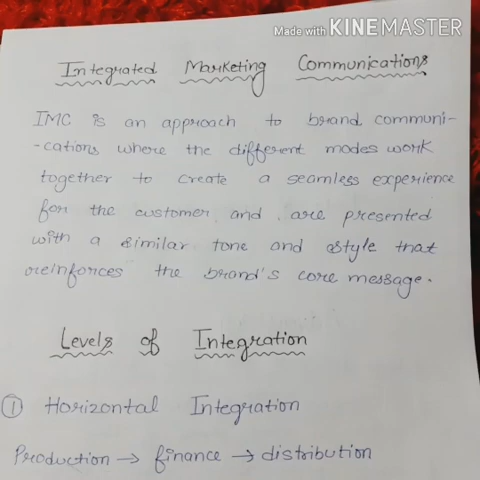 Made with KINEMASTER
Integrated Marketing Communications
IMC is an approach to brand communi-
-cations where the different modes work
together to create a seamless experience
for the customer and are presented
with a similar tone and style that
reinforces the brand's core message.
Levels of Integration
① Horizontal Integration
Production → finance → distribution